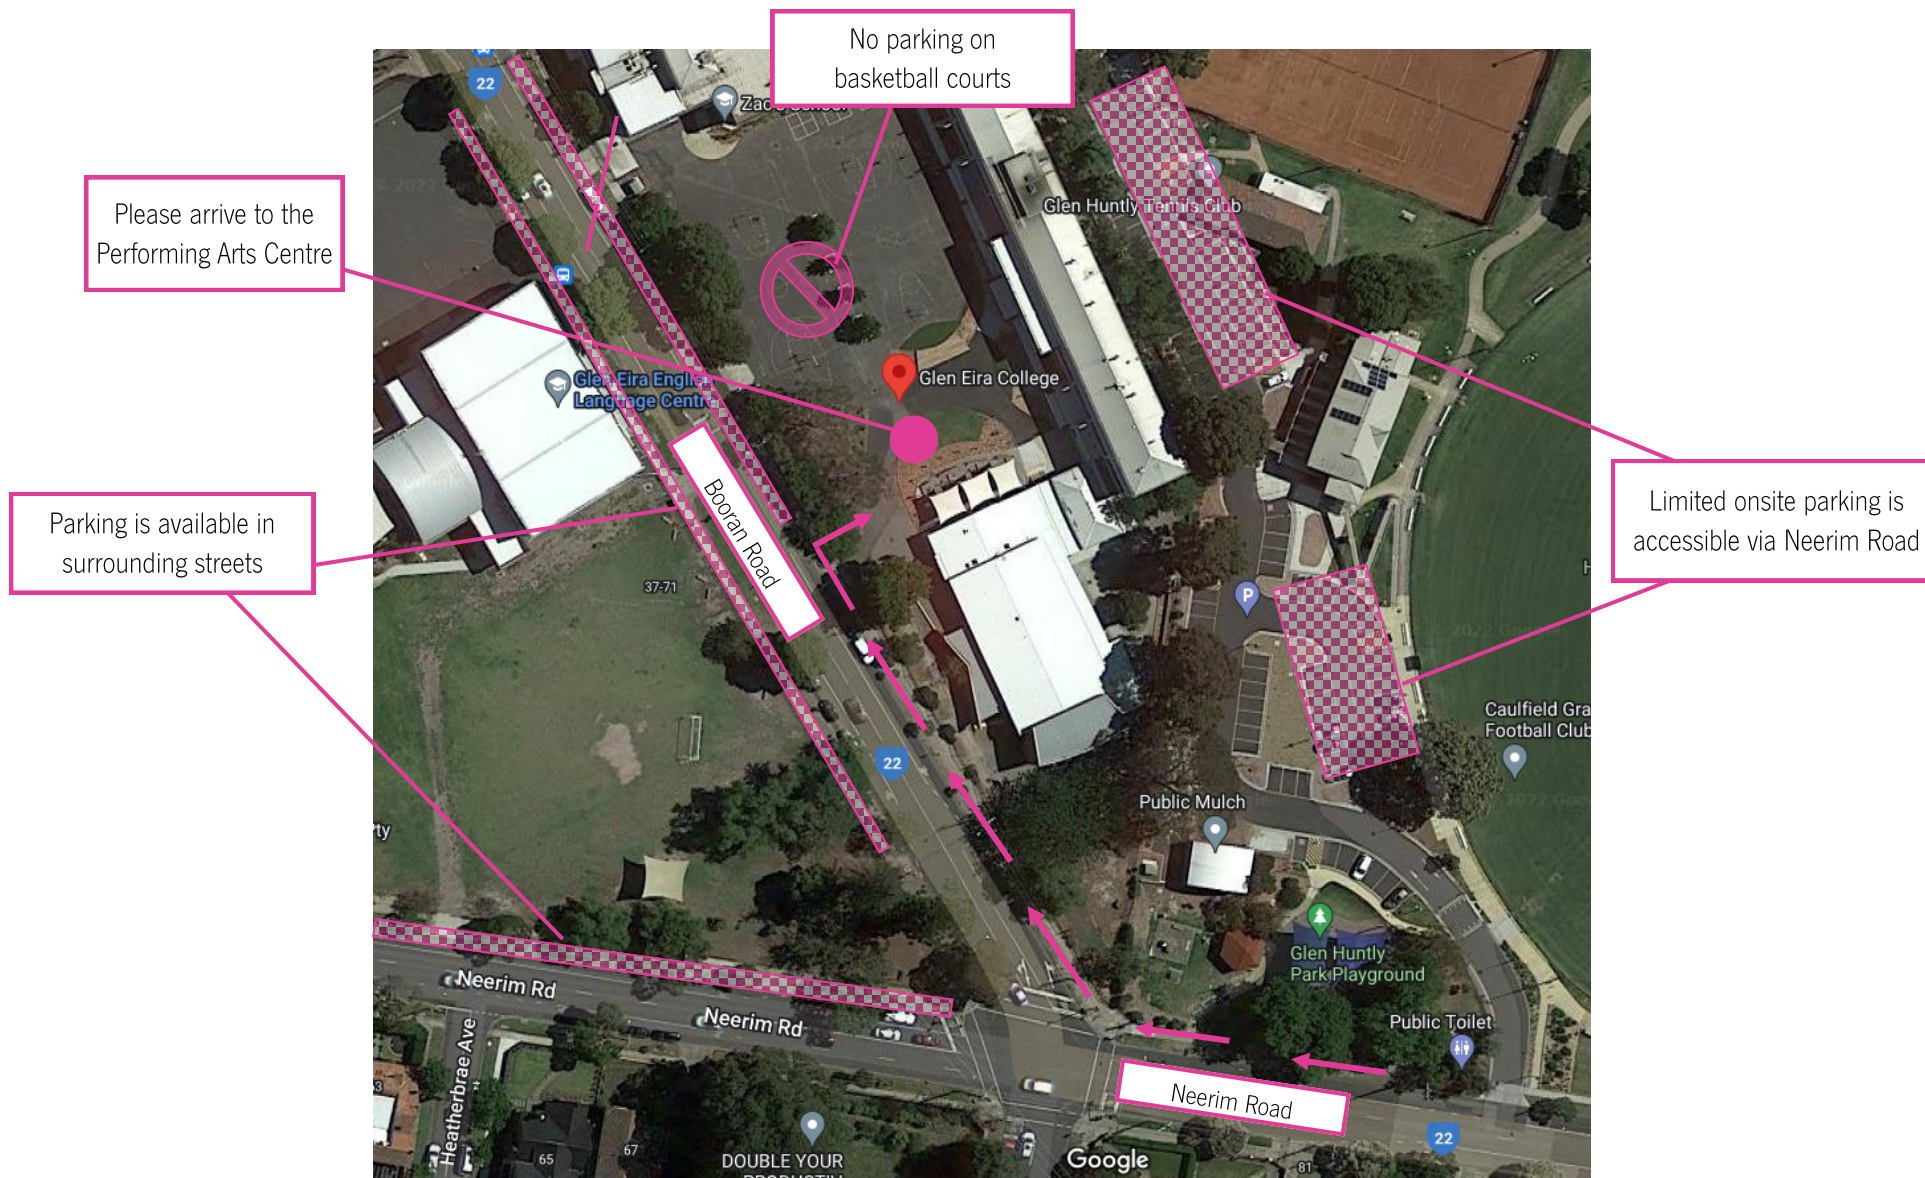 No parking on
basketball courts
22
Zac's School
Please arrive to the
Performing Arts Centre
Glen Huntly Tennis Club
Glen Eira English
Language Centre
Glen Eira College
Booran Road
Parking is available in
surrounding streets
Limited onsite parking is
accessible via Neerim Road
37-71
P
22
Caulfield Gra
Football Club
Public Mulch
Glen Huntly
Park Playground
Neerim Rd
Neerim Rd
Public Toilet
Heatherbrae Ave
Neerim Road
22
65
67
81
Google
DOUBLE YOUR